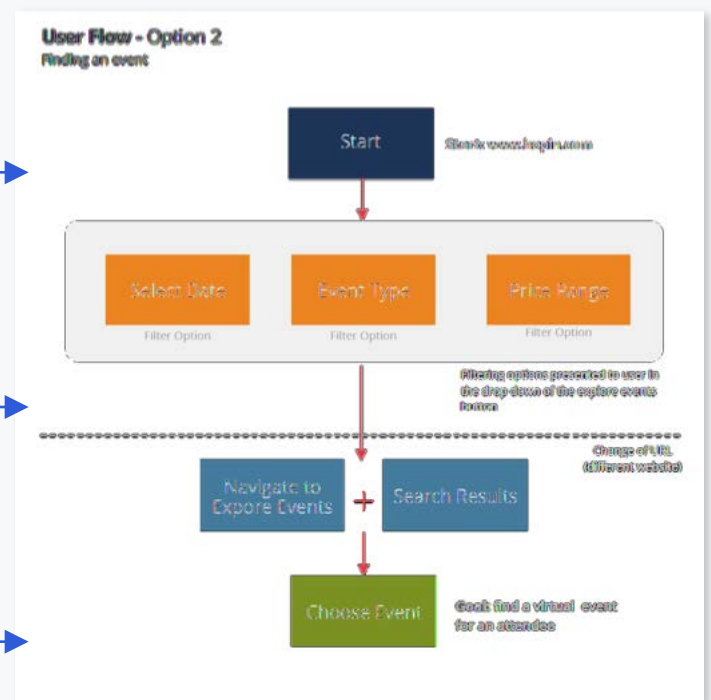 User Flow - Option 2
Finding an event
Start
Select Date
Event Type
Price Range
Filter Option
Filter Option
Filter Option
Filtering options presented to user in
the drop down of the explore events
button
Change of URL
(different website)
Navigate to
Expore Events
+
Search Results
Choose Event
Goal: find a virtual event
for an attendee